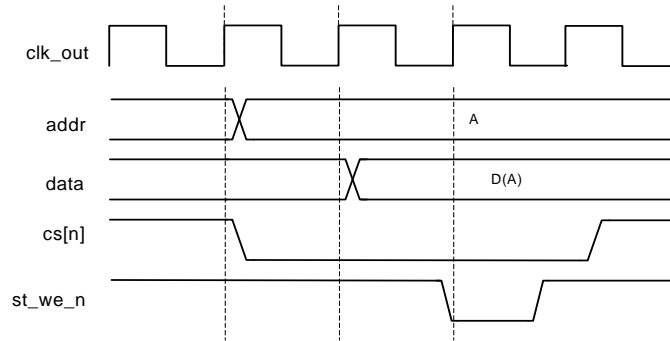 clk_out
addr
A
data
D(A)
cs[n]
st_we_n